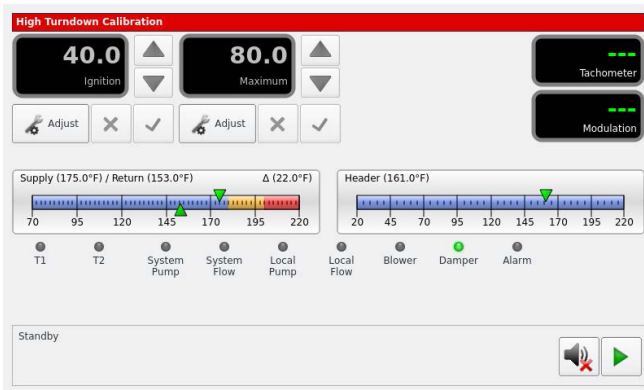 High Turndown Calibration
40.0
Ignition
80.0
Maximum
---
Tachometer
---
Modulation
Adjust
Adjust
Supply (175.0°F) / Return (153.0°F) Δ (22.0°F)
70 95 120 145 170 195 220
Header (161.0°F)
20 45 70 95 120 145 170 195 220
T1
T2
System
Pump
System
Flow
Local
Pump
Local
Flow
Blower
Damper
Alarm
Standby